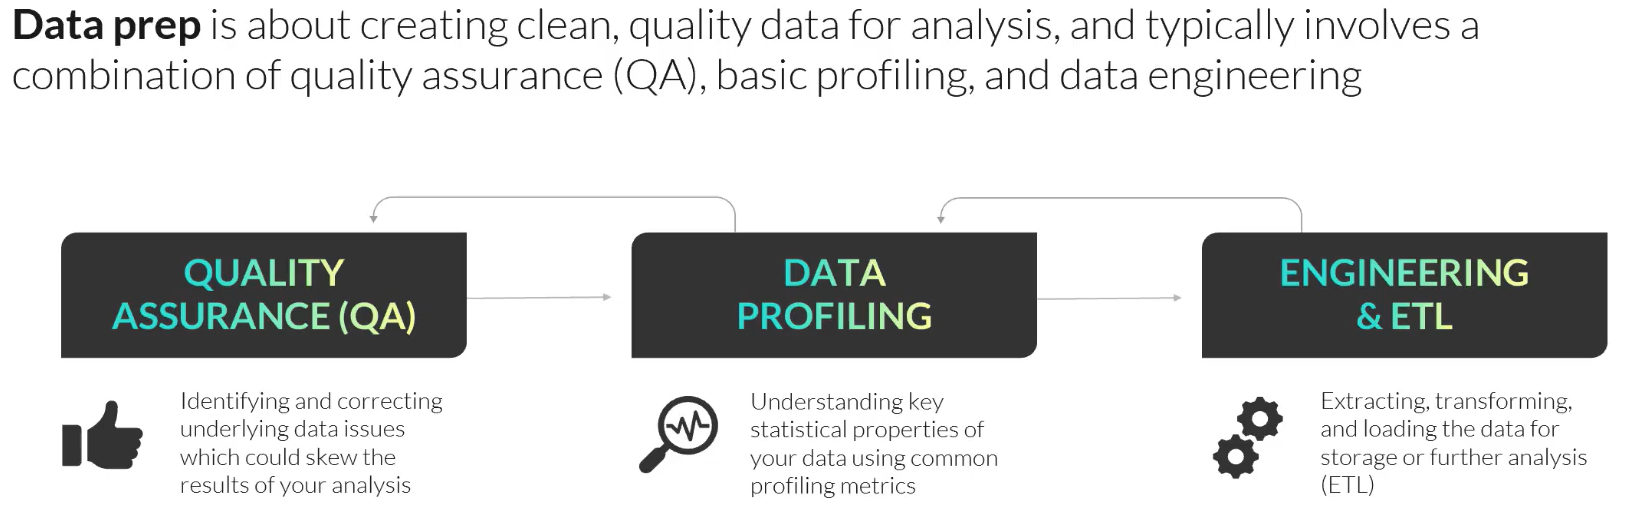 Data prep is about creating clean, quality data for analysis, and typically involves a
combination of quality assurance (QA), basic profiling, and data engineering
QUALITY
ASSURANCE (QA)
Identifying and correcting
underlying data issues
which could skew the
results of your analysis
DATA
PROFILING
Understanding key
statistical properties of
your data using common
profiling metrics
ENGINEERING
& ETL
Extracting, transforming,
and loading the data for
storage or further analysis
(ETL)